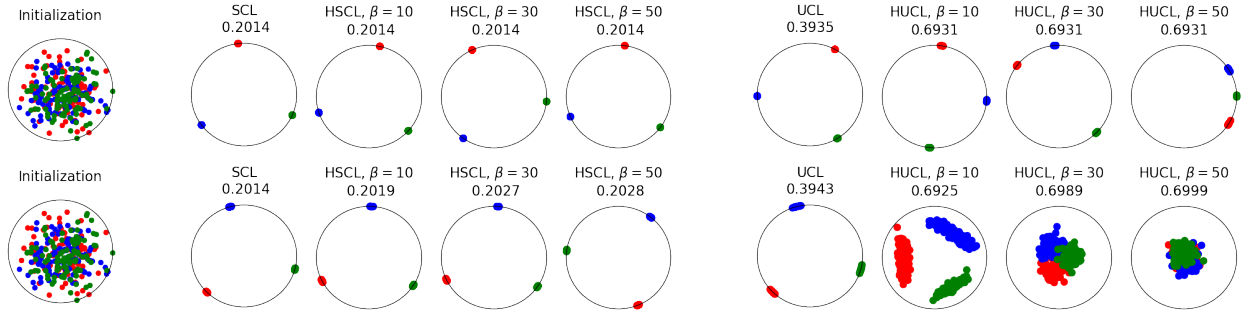 Initialization
SCL
0.2014
HSCL, β = 10
0.2014
HSCL, β = 30
0.2014
HSCL, β = 50
0.2014
UCL
0.3935
HUCL, β = 10
0.6931
HUCL, β = 30
0.6931
HUCL, β = 50
0.6931
Initialization
SCL
0.2014
HSCL, β = 10
0.2019
HSCL, β = 30
0.2027
HSCL, β = 50
0.2028
UCL
0.3943
HUCL, β = 10
0.6925
HUCL, β = 30
0.6989
HUCL, β = 50
0.6999